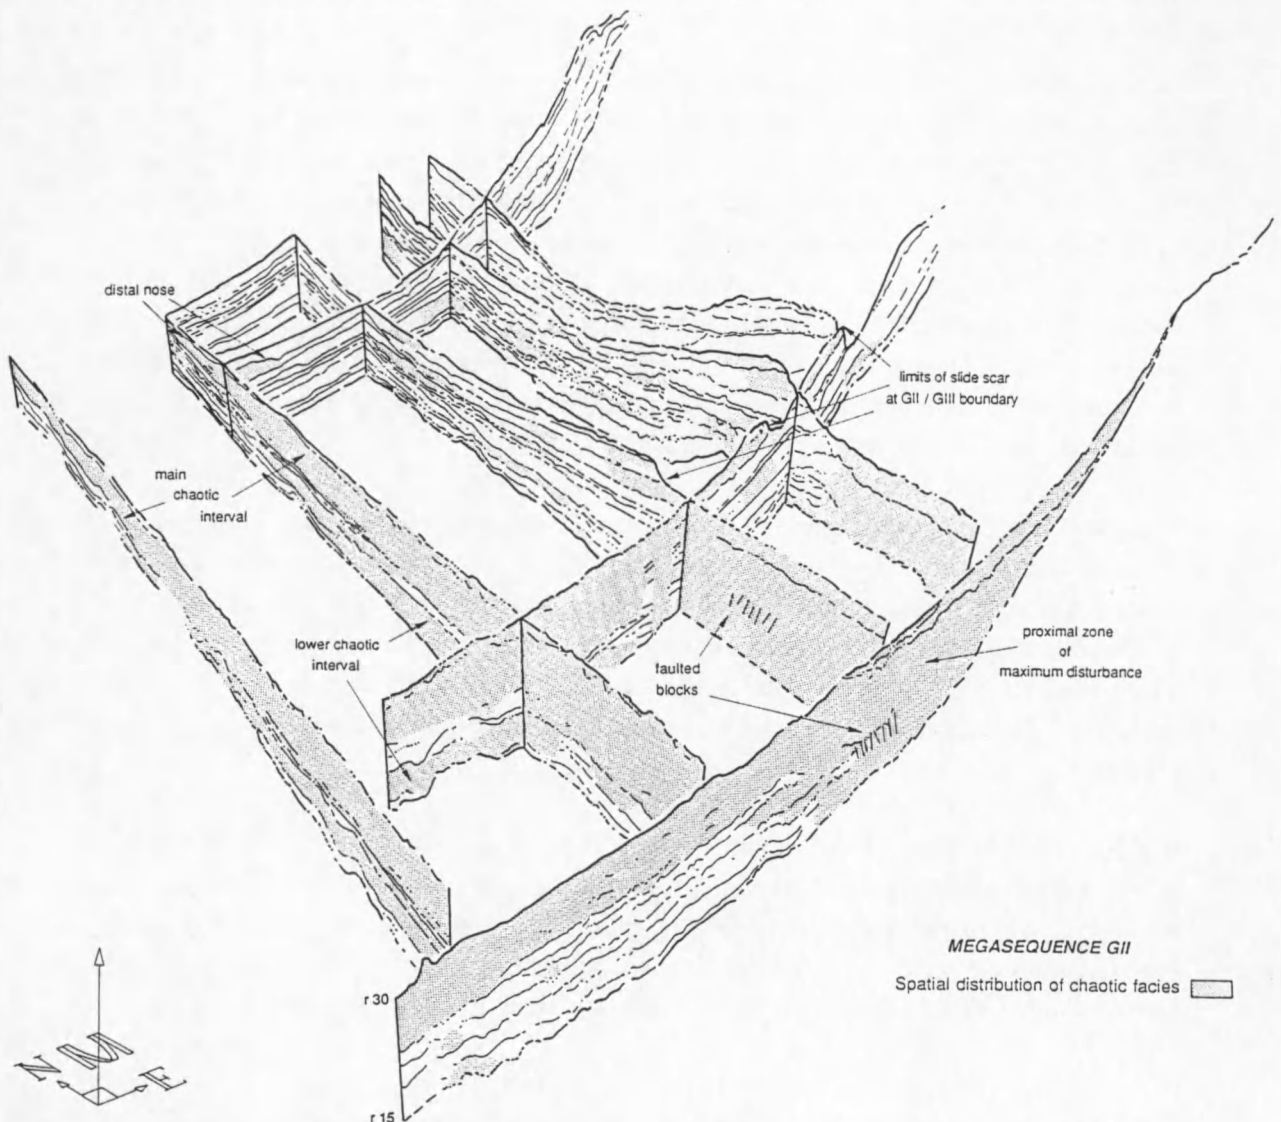 distal nose
limits of slide scar
at GII / GIII boundary
main
chaotic
interval
lower chaotic
interval
faulted
blocks
proximal zone
of
maximum disturbance
MEGASEQUENCE GII
Spatial distribution of chaotic facies
r 30
r 15
N
M
E